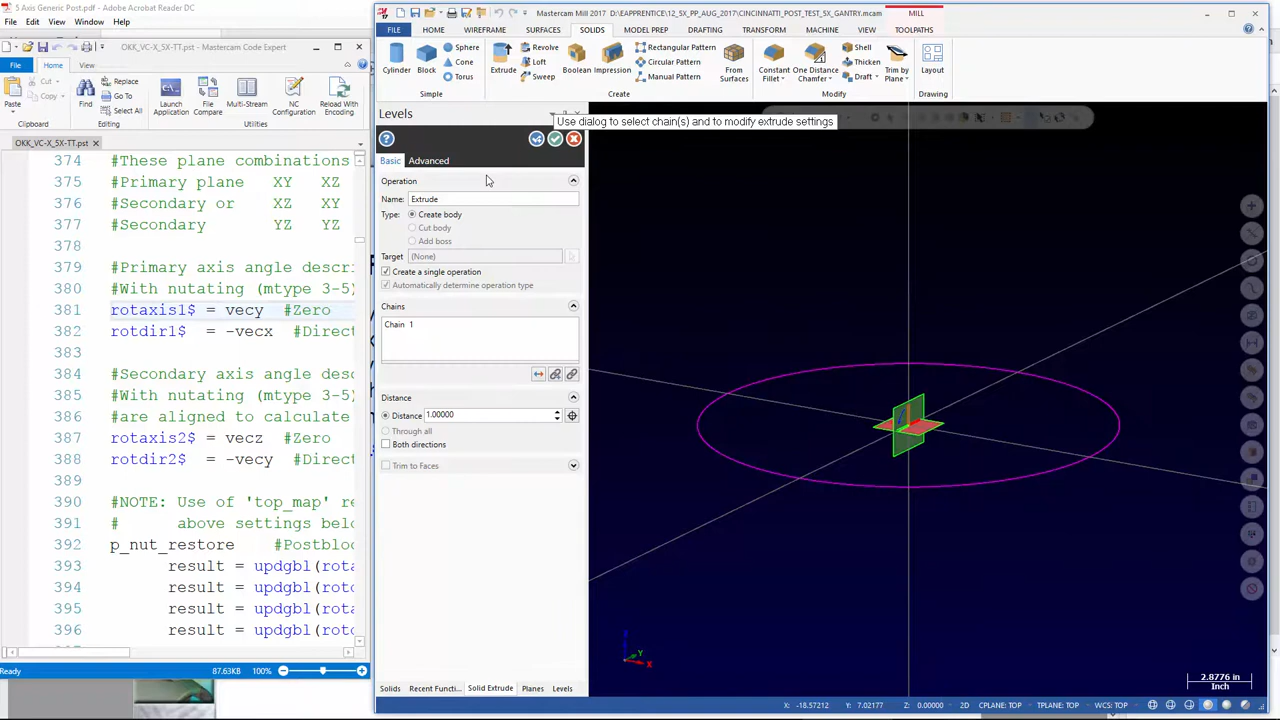 5 Axis Generic Post.pdf - Adobe Acrobat Reader DC
File Edit View Window Help
OKK_VC-X_5X-TT.pst - Mastercam Code Expert
File Home View
Paste
Cut
Copy
Clipboard
Find
Replace
Go To
Select All
Editing
Launch Application
File Compare
Multi-Stream
NC Configuration
Reload With Encoding
Utilities
OKK_VC-X_5X-TT.pst
374 #These plane combinations
375 #Primary plane XY XZ
376 #Secondary or XZ XY
377 #Secondary YZ YZ
378
379 #Primary axis angle descri
380 #With nutating (mtype 3-5)
381 rotaxis1$ = vecy #Zero
382 rotdir1$ = -vecx #Direct
383
384 #Secondary axis angle desc
385 #With nutating (mtype 3-5)
386 #are aligned to calculate
387 rotaxis2$ = vecz #Zero
388 rotdir2$ = -vecy #Direct
389
390 #NOTE: Use of 'top_map' re
391 # above settings belo
392 p_nut_restore #Postbloc
393 result = updgbl(rota
394 result = updgbl(rotd
395 result = updgbl(rota
396 result = updgbl(rotd
Ready 87.63KB 100%
Mastercam Mill 2017 D:\EAPPRENTICE\12_5X_PP_AUG_2017\CINCINNATTI_POST_TEST_5X_GANTRY.mcam
MILL
FILE HOME WIREFRAME SURFACES SOLIDS MODEL PREP DRAFTING TRANSFORM MACHINE VIEW TOOLPATHS
Cylinder
Block
Sphere
Cone
Torus
Simple
Extrude
Revolve
Loft
Sweep
Boolean
Impression
Rectangular Pattern
Circular Pattern
Manual Pattern
From Surfaces
Create
Constant Fillet
One Distance Chamfer
Shell
Thicken
Draft
Trim by Plane
Modify
Layout
Drawing
Levels
Use dialog to select chain(s) and to modify extrude settings
Basic Advanced
Operation
Name: Extrude
Type: Create body
Cut body
Add boss
Target (None)
Create a single operation
Automatically determine operation type
Chains
Chain 1
Distance
Distance 1.00000
Through all
Both directions
Trim to Faces
Solids Recent Functi... Solid Extrude Planes Levels
Y
X
2.8776 in
Inch
X: -18.57212 Y: 7.02177 Z: 0.00000 2D CPLANE: TOP TPLANE: TOP WCS: TOP